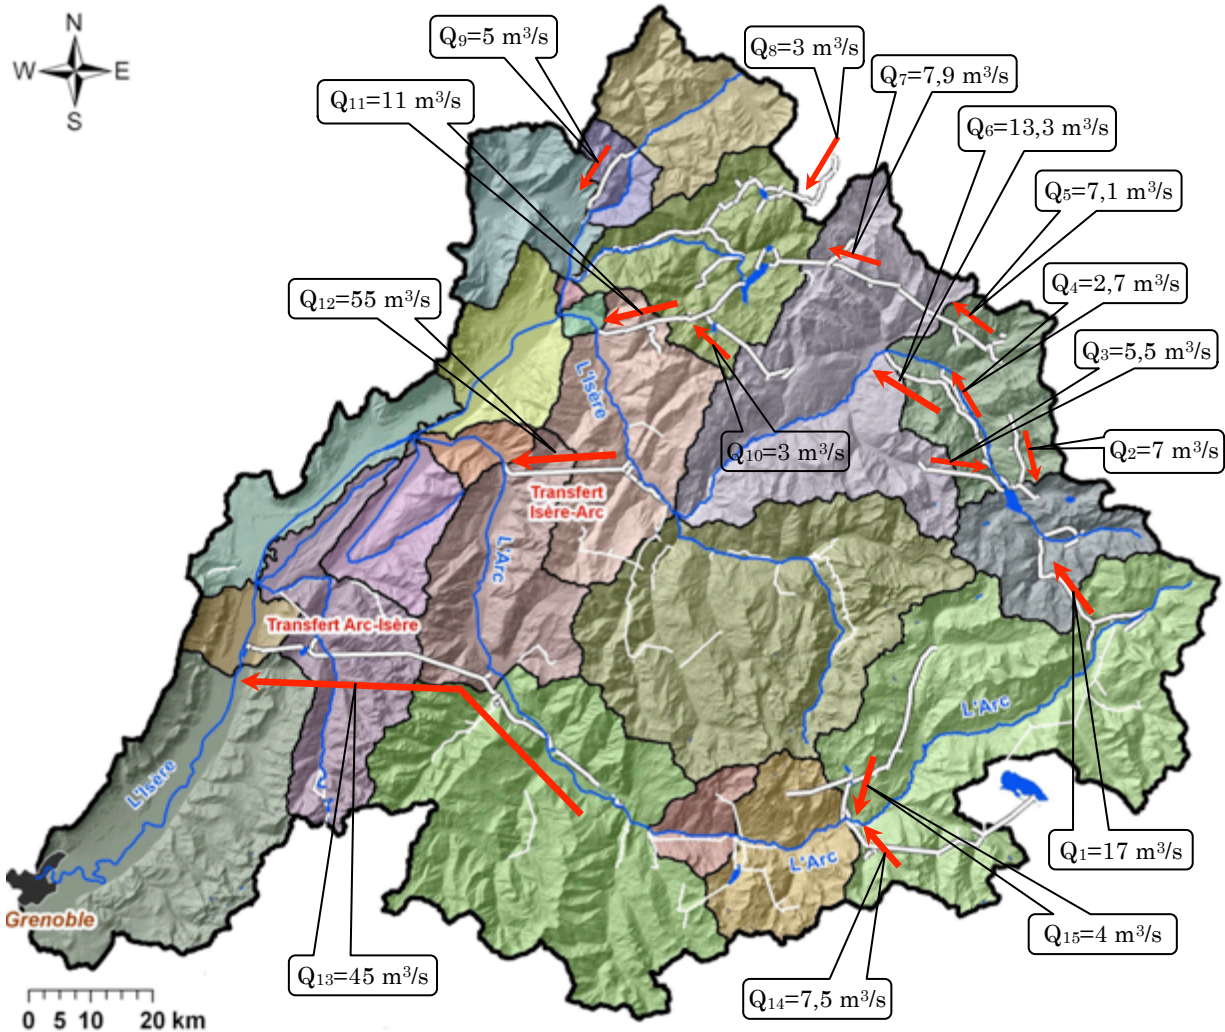 N
W E
S
Q₉=5 m³/s
Q₈=3 m³/s
Q₇=7,9 m³/s
Q₁₁=11 m³/s
Q₆=13,3 m³/s
Q₅=7,1 m³/s
Q₄=2,7 m³/s
Q₁₂=55 m³/s
Q₃=5,5 m³/s
L'Isère
Q₁₀=3 m³/s
Q₂=7 m³/s
Transfert
Isère-Arc
L'Arc
Transfert Arc-Isère
L'Arc
L'Isère
Q₁=17 m³/s
L'Arc
Grenoble
Q₁₅=4 m³/s
Q₁₃=45 m³/s
Q₁₄=7,5 m³/s
0 5 10 20 km